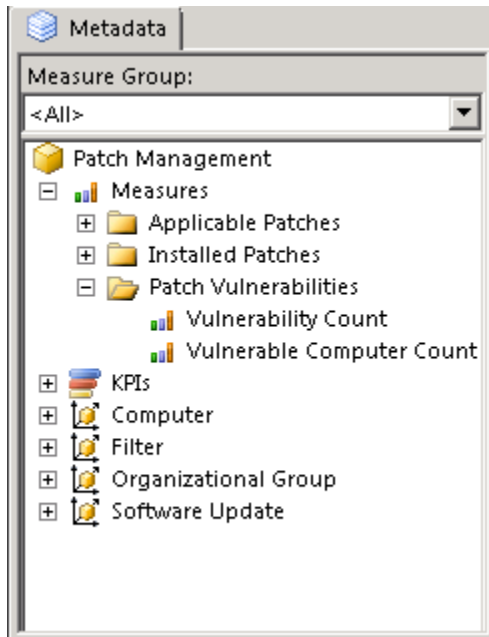 Metadata
Measure Group:
<All>
Patch Management
Measures
Applicable Patches
Installed Patches
Patch Vulnerabilities
Vulnerability Count
Vulnerable Computer Count
KPIs
Computer
Filter
Organizational Group
Software Update